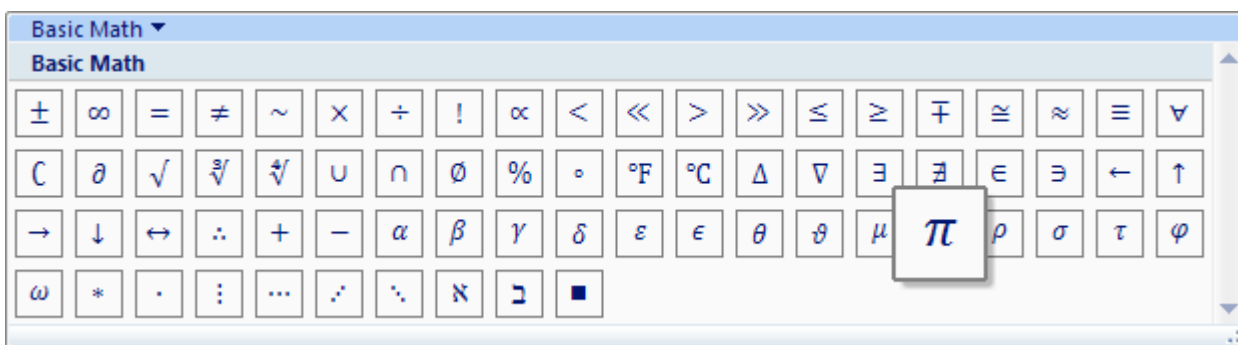 Basic Math
Basic Math
± ∞ = ≠ ~ × ÷ ! ∝ < ≪ > ≫ ≤ ≥ ∓ ≅ ≈ ≡ ∀
∁ ∂ √ ∛ ∜ ∪ ∩ ∅ % ° °F °C ∆ ∇ ∃ ∄ ∈ ∋ ← ↑
→ ↓ ↔ ∴ + − α β γ δ ε ϵ θ ϑ μ π ρ σ τ φ
ω ∗ ∙ ⋮ ⋯ ⋰ ⋱ ℵ ℶ ∎